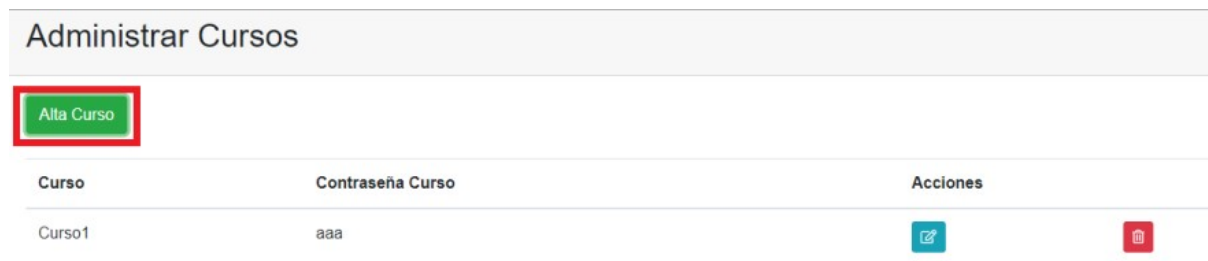 Administrar Cursos
Alta Curso
Curso Contraseña Curso Acciones
Curso1 aaa